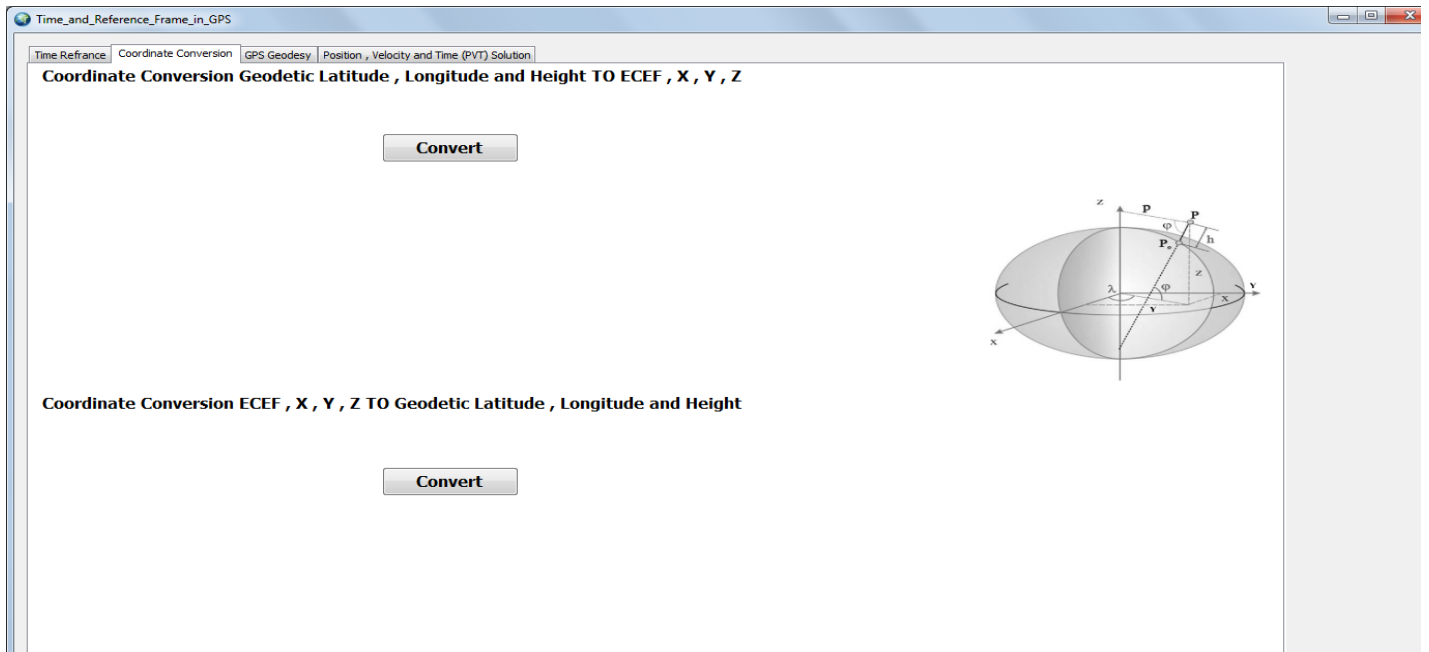 Time_and_Reference_Frame_in_GPS
Time Refrance Coordinate Conversion GPS Geodesy Position , Velocity and Time (PVT) Solution
Coordinate Conversion Geodetic Latitude , Longitude and Height TO ECEF , X , Y , Z
Convert
z P P
φ
P₀ h
z
λ φ Y
x
Y
x
Coordinate Conversion ECEF , X , Y , Z TO Geodetic Latitude , Longitude and Height
Convert